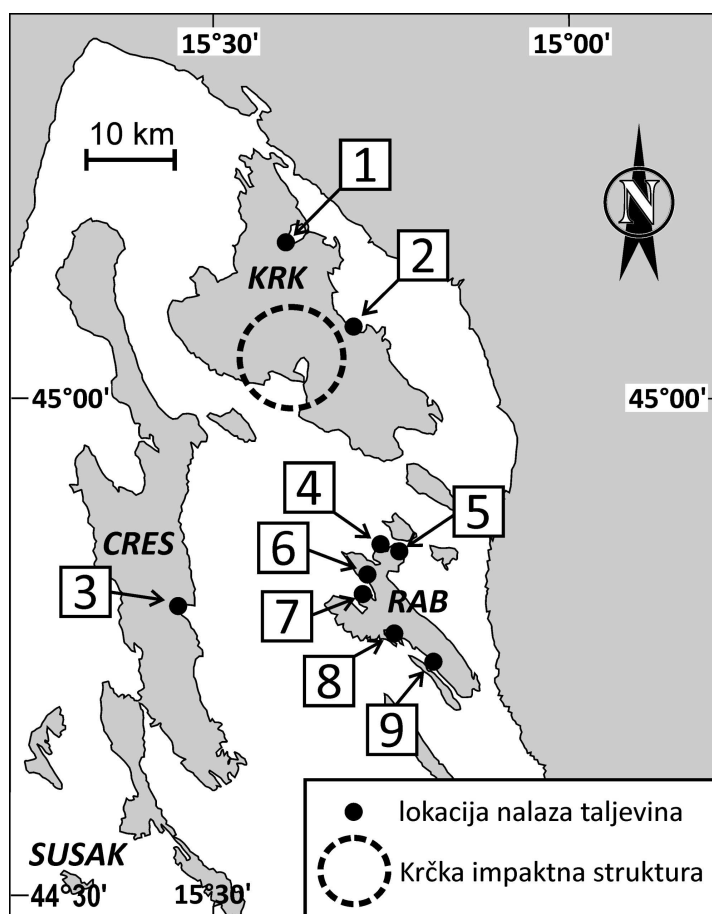 15°30' 15°00'
10 km
N
1
2
KRK
45°00' 45°00'
4
5
CRES
6
3
RAB
7
8
9
lokacija nalaza taljevina
SUSAK
Krčka impaktna struktura
44°30' 15°30'